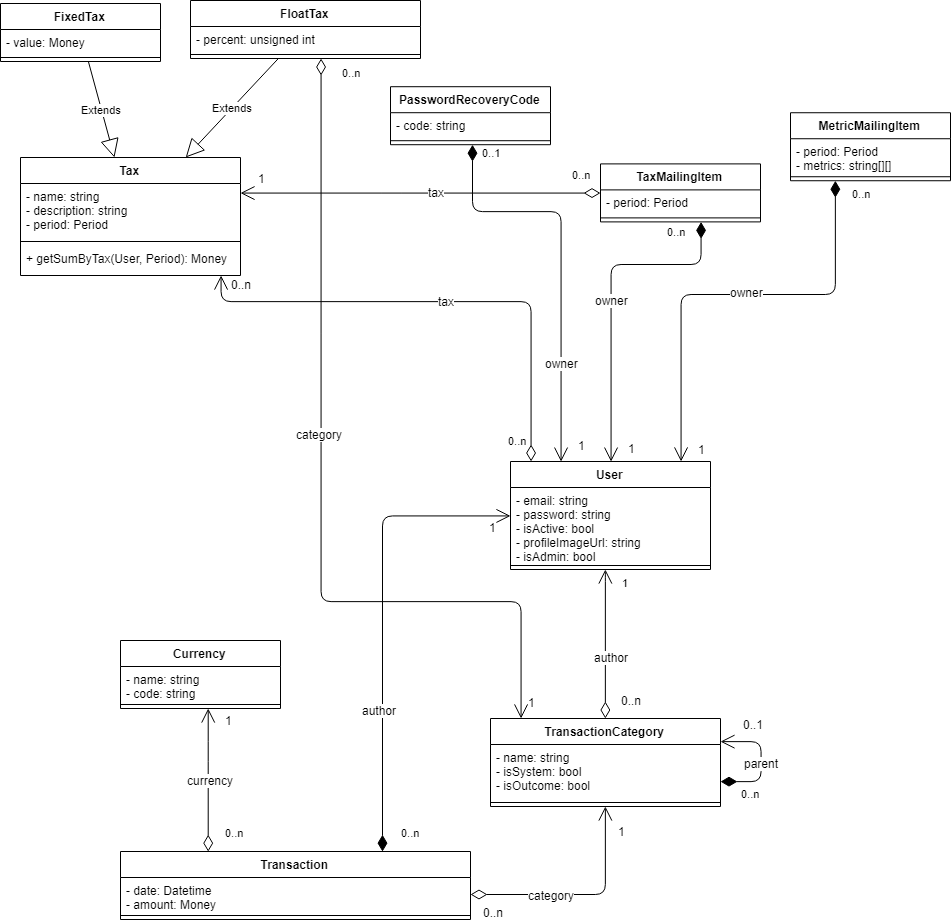 FixedTax
- value: Money
FloatTax
- percent: unsigned int
0..n
Extends
Extends
PasswordRecoveryCode
- code: string
0..1
MetricMailingItem
- period: Period
- metrics: string[][]
0..n
Tax
- name: string
- description: string
- period: Period
+ getSumByTax(User, Period): Money
1
tax
0..n
TaxMailingItem
- period: Period
0..n
0..n
tax
owner
owner
owner
category
0..n
1
1
1
User
- email: string
- password: string
- isActive: bool
- profileImageUrl: string
- isAdmin: bool
1
1
author
0..n
Currency
- name: string
- code: string
1
author
1
TransactionCategory
- name: string
- isSystem: bool
- isOutcome: bool
0..1
parent
0..n
currency
0..n
0..n
1
Transaction
- date: Datetime
- amount: Money
category
0..n